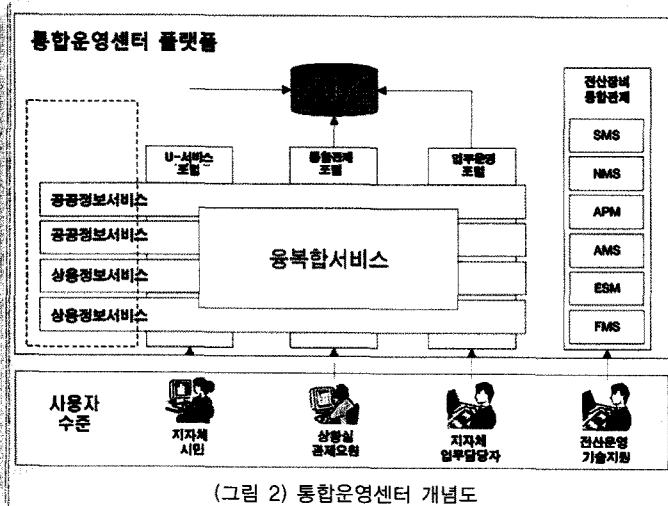 통합운영센터 플랫폼
전산장비
통합관제
SMS
NMS
APM
AMS
ESM
FMS
U-서비스
포털
통합관제
포털
업무운영
포털
공공정보서비스
공공정보서비스
상용정보서비스
상용정보서비스
융복합서비스
사용자
수준
지자체
시민
상황실
관제요원
지자체
업무담당자
전산운영
기술지원
(그림 2) 통합운영센터 개념도